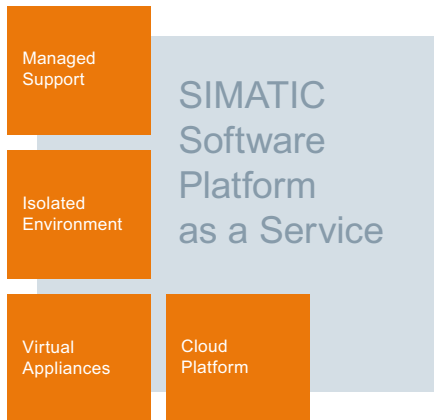 Managed
Support
SIMATIC
Software
Platform
as a Service
Isolated
Environment
Virtual
Appliances
Cloud
Platform